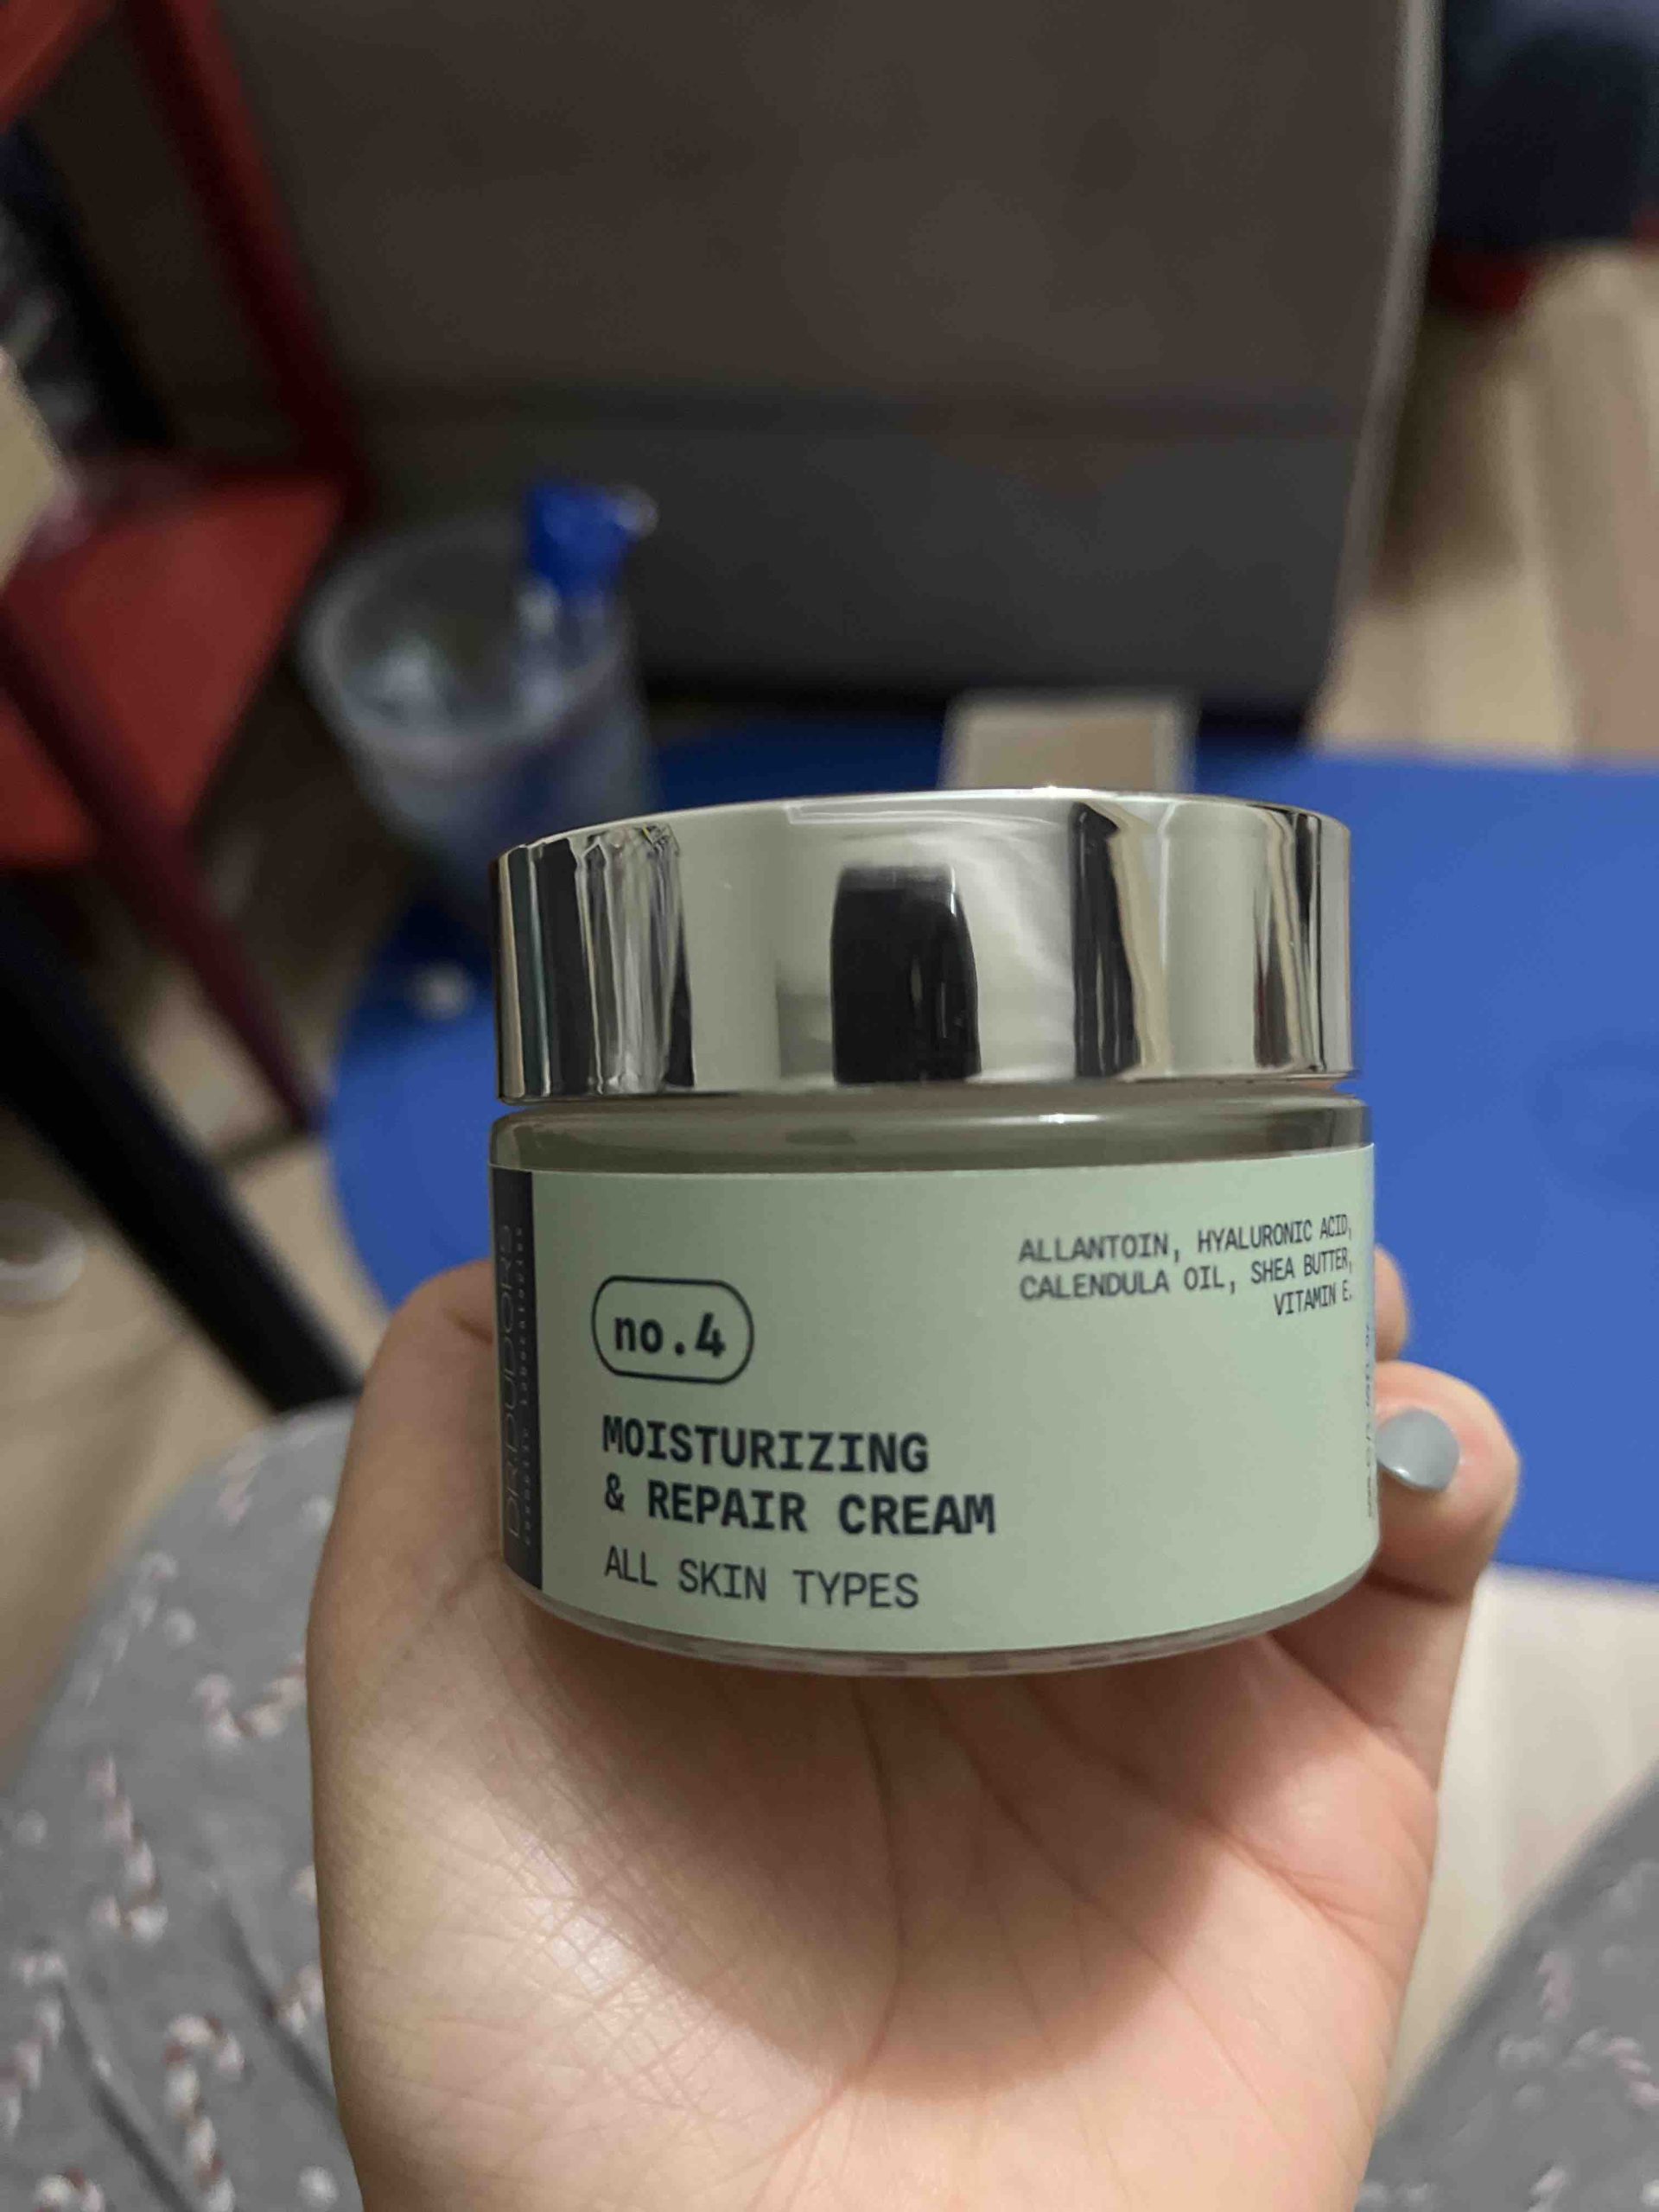 no.4
MOISTURIZING
& REPAIR CREAM
ALL SKIN TYPES
ALLANTOIN, HYALURONIC ACID,
CALENDULA OIL, SHEA BUTTER,
VITAMIN E.